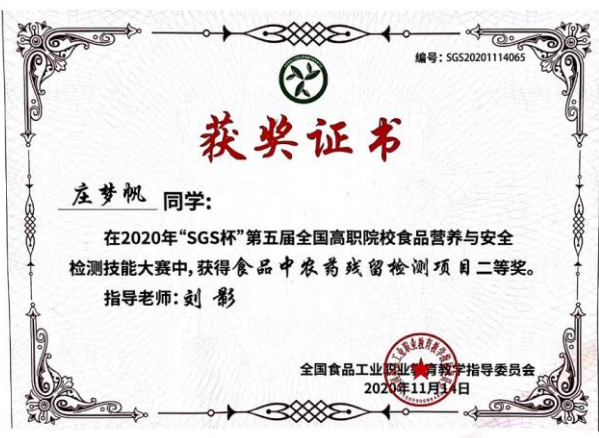 编号：SGS20201114065
获奖证书
庄梦帆 同学:
在2020年“SGS杯”第五届全国高职院校食品营养与安全
检测技能大赛中,获得食品中农药残留检测项目二等奖。
指导老师:刘影
全国食品工业职业教育教学指导委员会
2020年11月14日